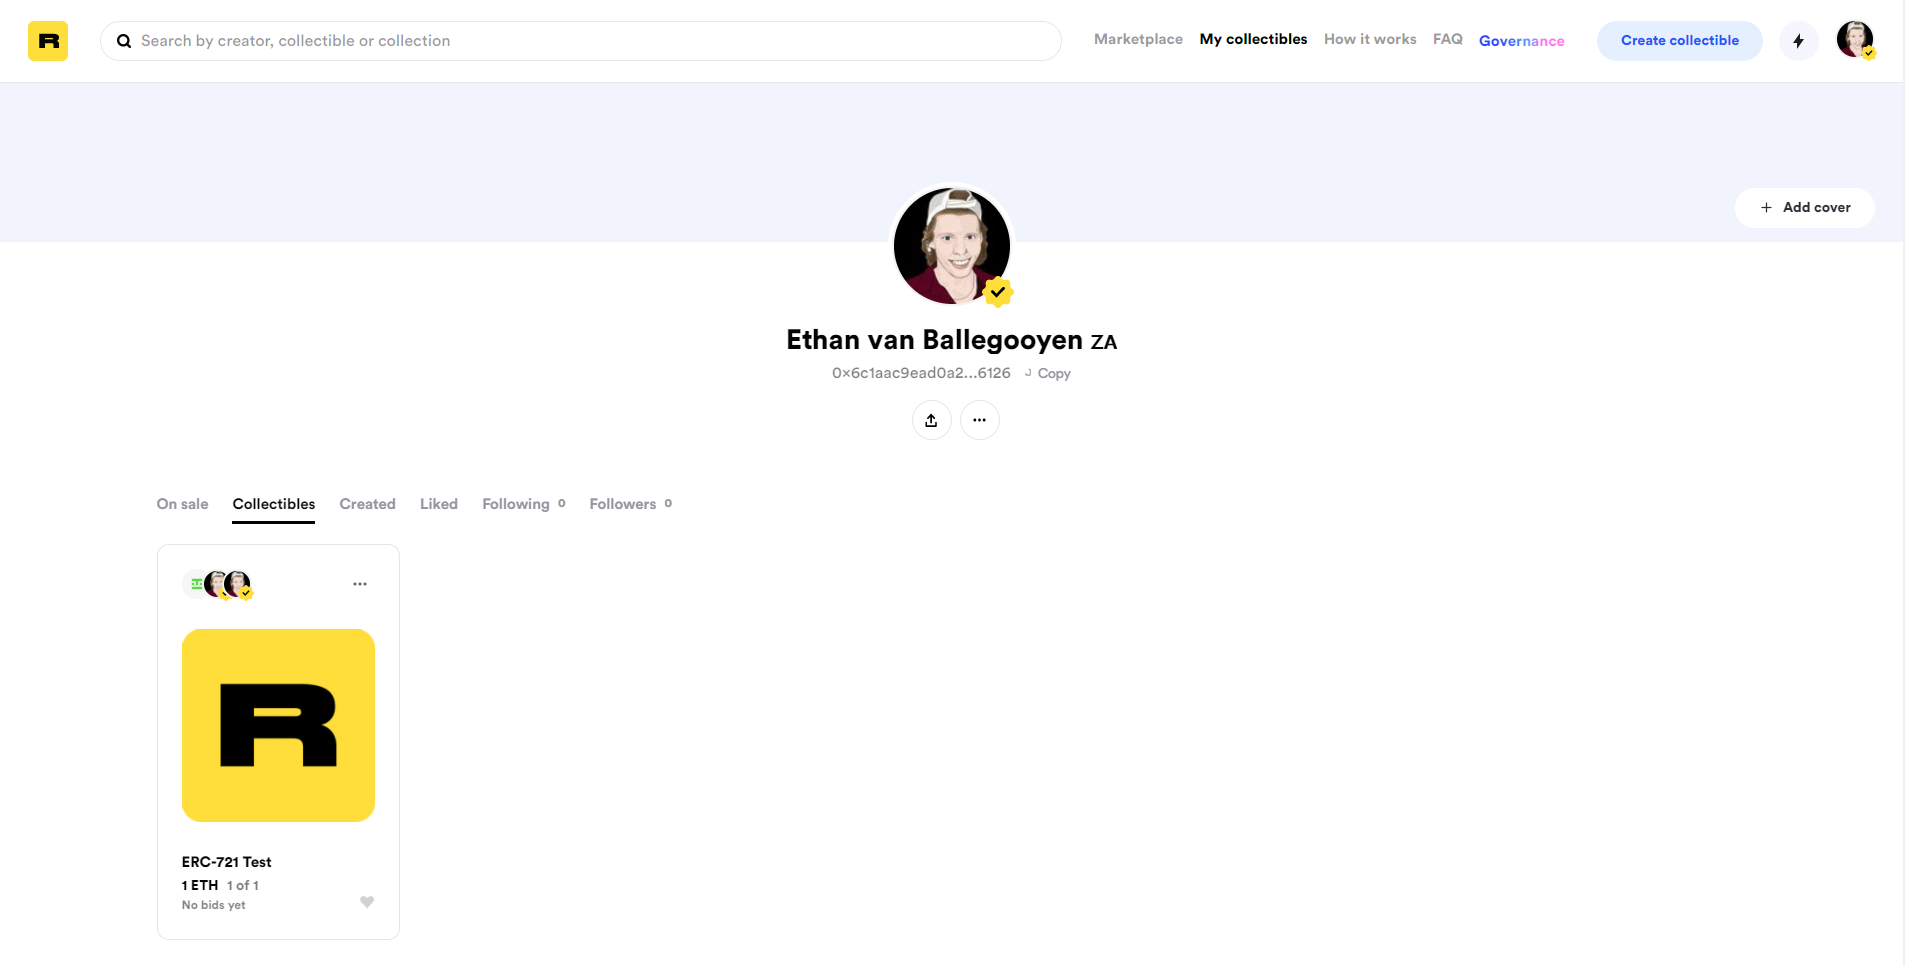 R
Search by creator, collectible or collection
Marketplace My collectibles How it works FAQ Governance
Create collectible
+ Add cover
Ethan van Ballegooyen ZA
0x6c1aac9ead0a2...6126 Copy
On sale Collectibles Created Liked Following 0 Followers 0
R
ERC-721 Test
1 ETH 1 of 1
No bids yet